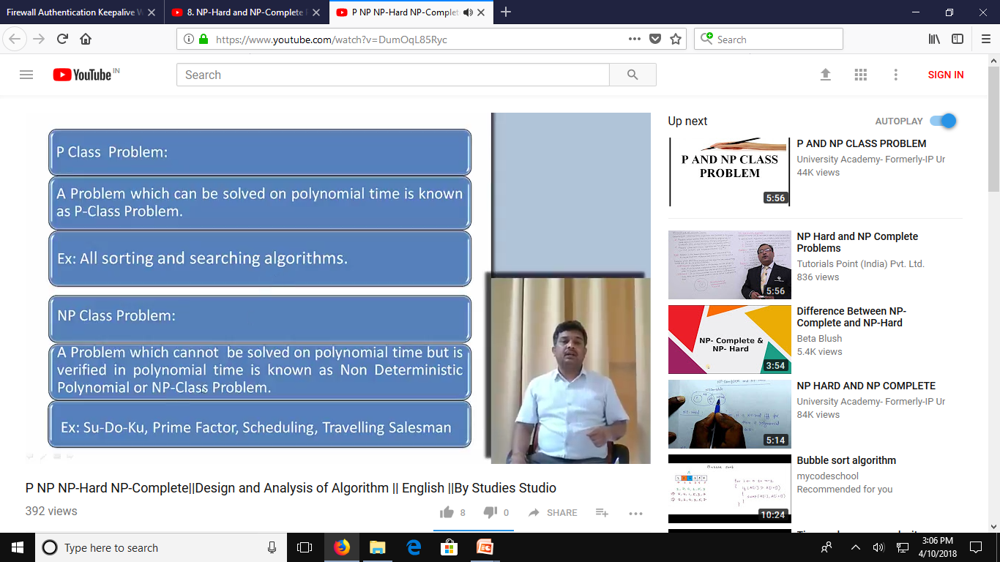 Firewall Authentication Keepalive W
8. NP-Hard and NP-Complete
P NP NP-Hard NP-Complete
https://www.youtube.com/watch?v=DumOqL85Ryc
Search
YouTube IN
Search
SIGN IN
P Class Problem:
A Problem which can be solved on polynomial time is known
as P-Class Problem.
Ex: All sorting and searching algorithms.
NP Class Problem:
A Problem which cannot be solved on polynomial time but is
verified in polynomial time is known as Non Deterministic
Polynomial or NP-Class Problem.
Ex: Su-Do-Ku, Prime Factor, Scheduling, Travelling Salesman
P NP NP-Hard NP-Complete||Design and Analysis of Algorithm || English ||By Studies Studio
392 views
8
0
SHARE
Up next
AUTOPLAY
P AND NP CLASS
PROBLEM
5:56
P AND NP CLASS PROBLEM
University Academy- Formerly-IP Ur
44K views
5:56
NP Hard and NP Complete
Problems
Tutorials Point (India) Pvt. Ltd.
836 views
NP- Complete &
NP- Hard
3:54
Difference Between NP-
Complete and NP-Hard
Beta Blush
5.4K views
5:14
NP HARD AND NP COMPLETE
University Academy- Formerly-IP Ur
84K views
Bubble sort
10:24
Bubble sort algorithm
mycodeschool
Recommended for you
Type here to search
3:06 PM
4/10/2018